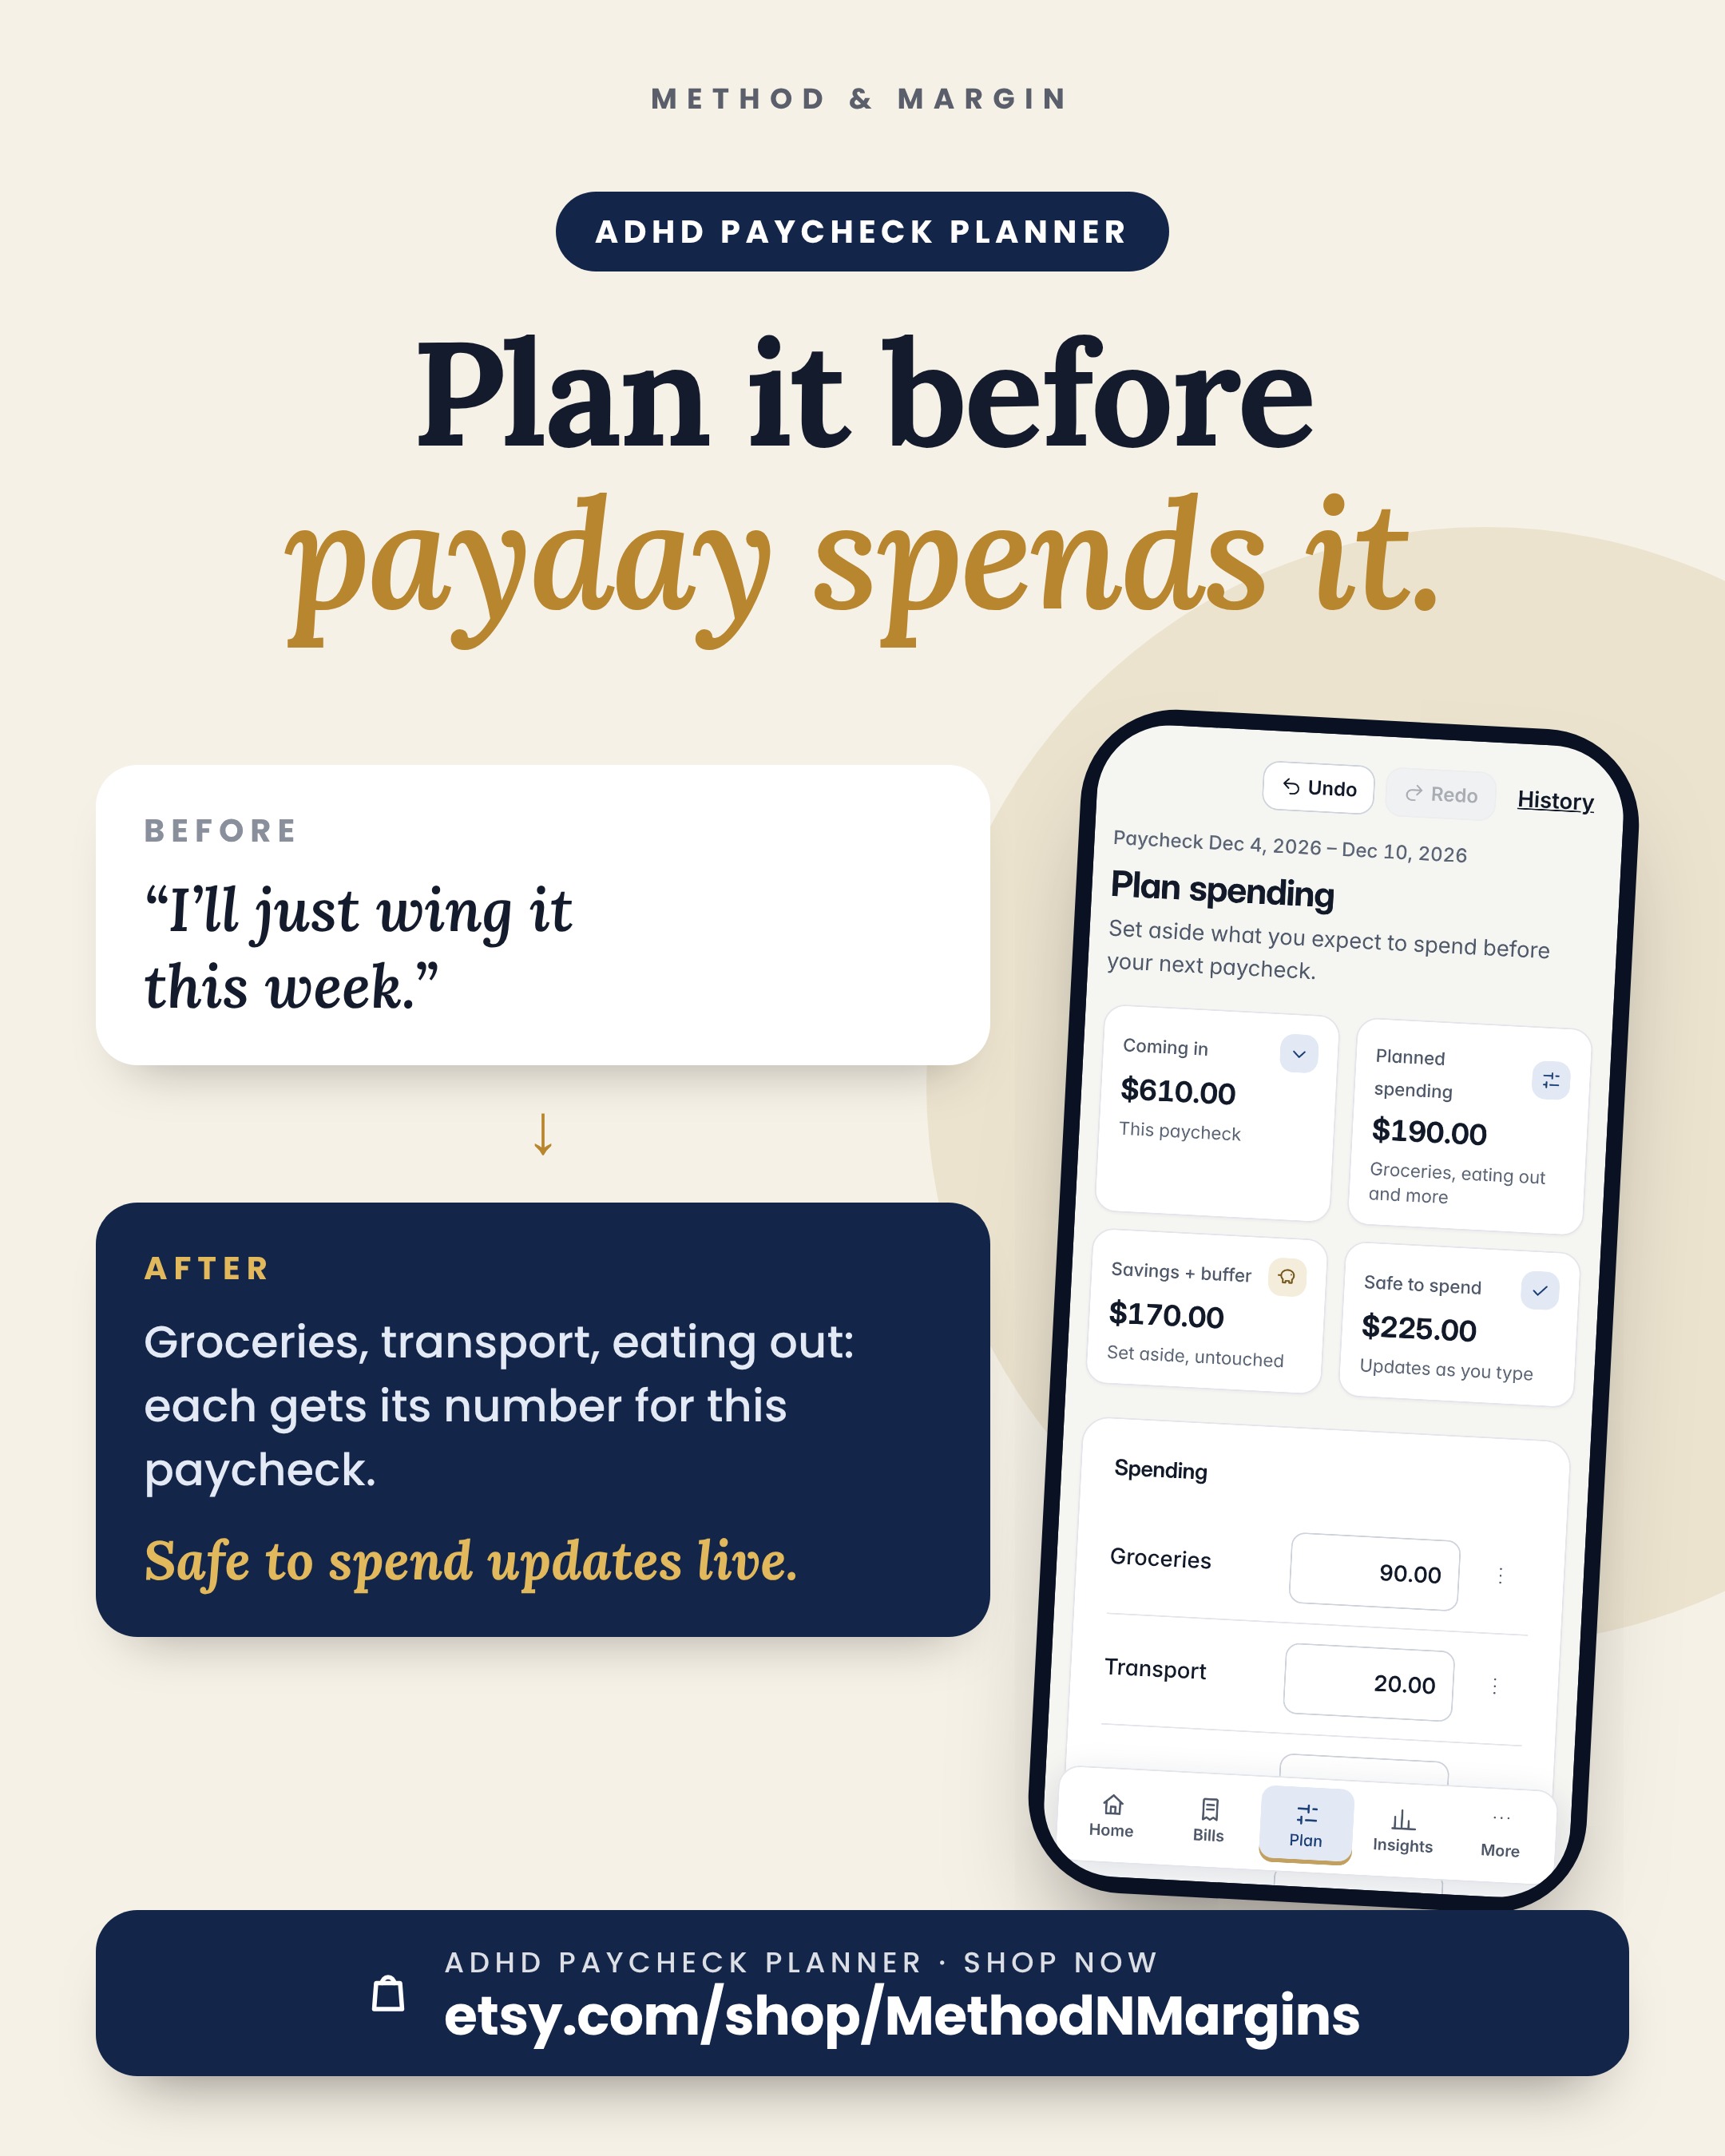 METHOD & MARGIN
ADHD PAYCHECK PLANNER
Plan it before
payday spends it.
BEFORE
“I’ll just wing it
this week.”
↓
AFTER
Groceries, transport, eating out:
each gets its number for this
paycheck.
Safe to spend updates live.
Undo
Redo
History
Paycheck Dec 4, 2026 – Dec 10, 2026
Plan spending
Set aside what you expect to spend before
your next paycheck.
Coming in
$610.00
This paycheck
Planned
spending
$190.00
Groceries, eating out
and more
Savings + buffer
$170.00
Set aside, untouched
Safe to spend
$225.00
Updates as you type
Spending
Groceries
90.00
Transport
20.00
Home
Bills
Plan
Insights
More
ADHD PAYCHECK PLANNER · SHOP NOW
etsy.com/shop/MethodNMargins